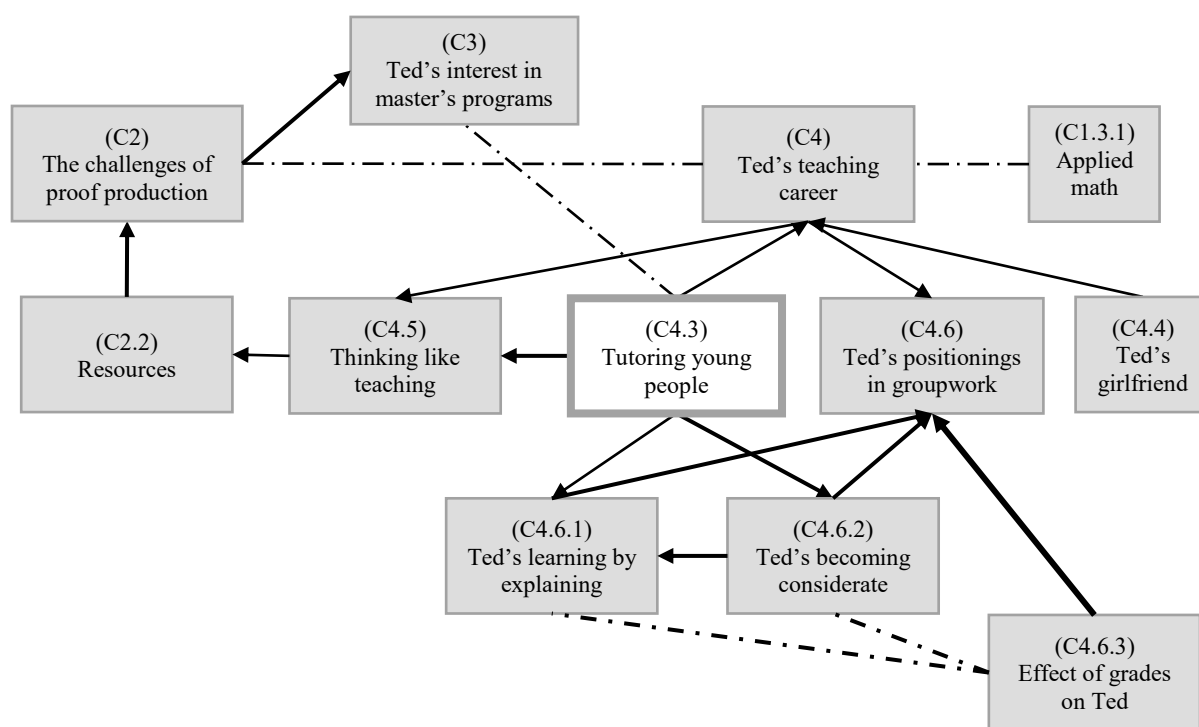 (C3)
Ted’s interest in
master’s programs
(C2)
The challenges of
proof production
(C4)
Ted’s teaching
career
(C1.3.1)
Applied
math
(C2.2)
Resources
(C4.5)
Thinking like
teaching
(C4.3)
Tutoring young
people
(C4.6)
Ted’s positionings
in groupwork
(C4.4)
Ted’s
girlfriend
(C4.6.1)
Ted’s learning by
explaining
(C4.6.2)
Ted’s becoming
considerate
(C4.6.3)
Effect of grades
on Ted